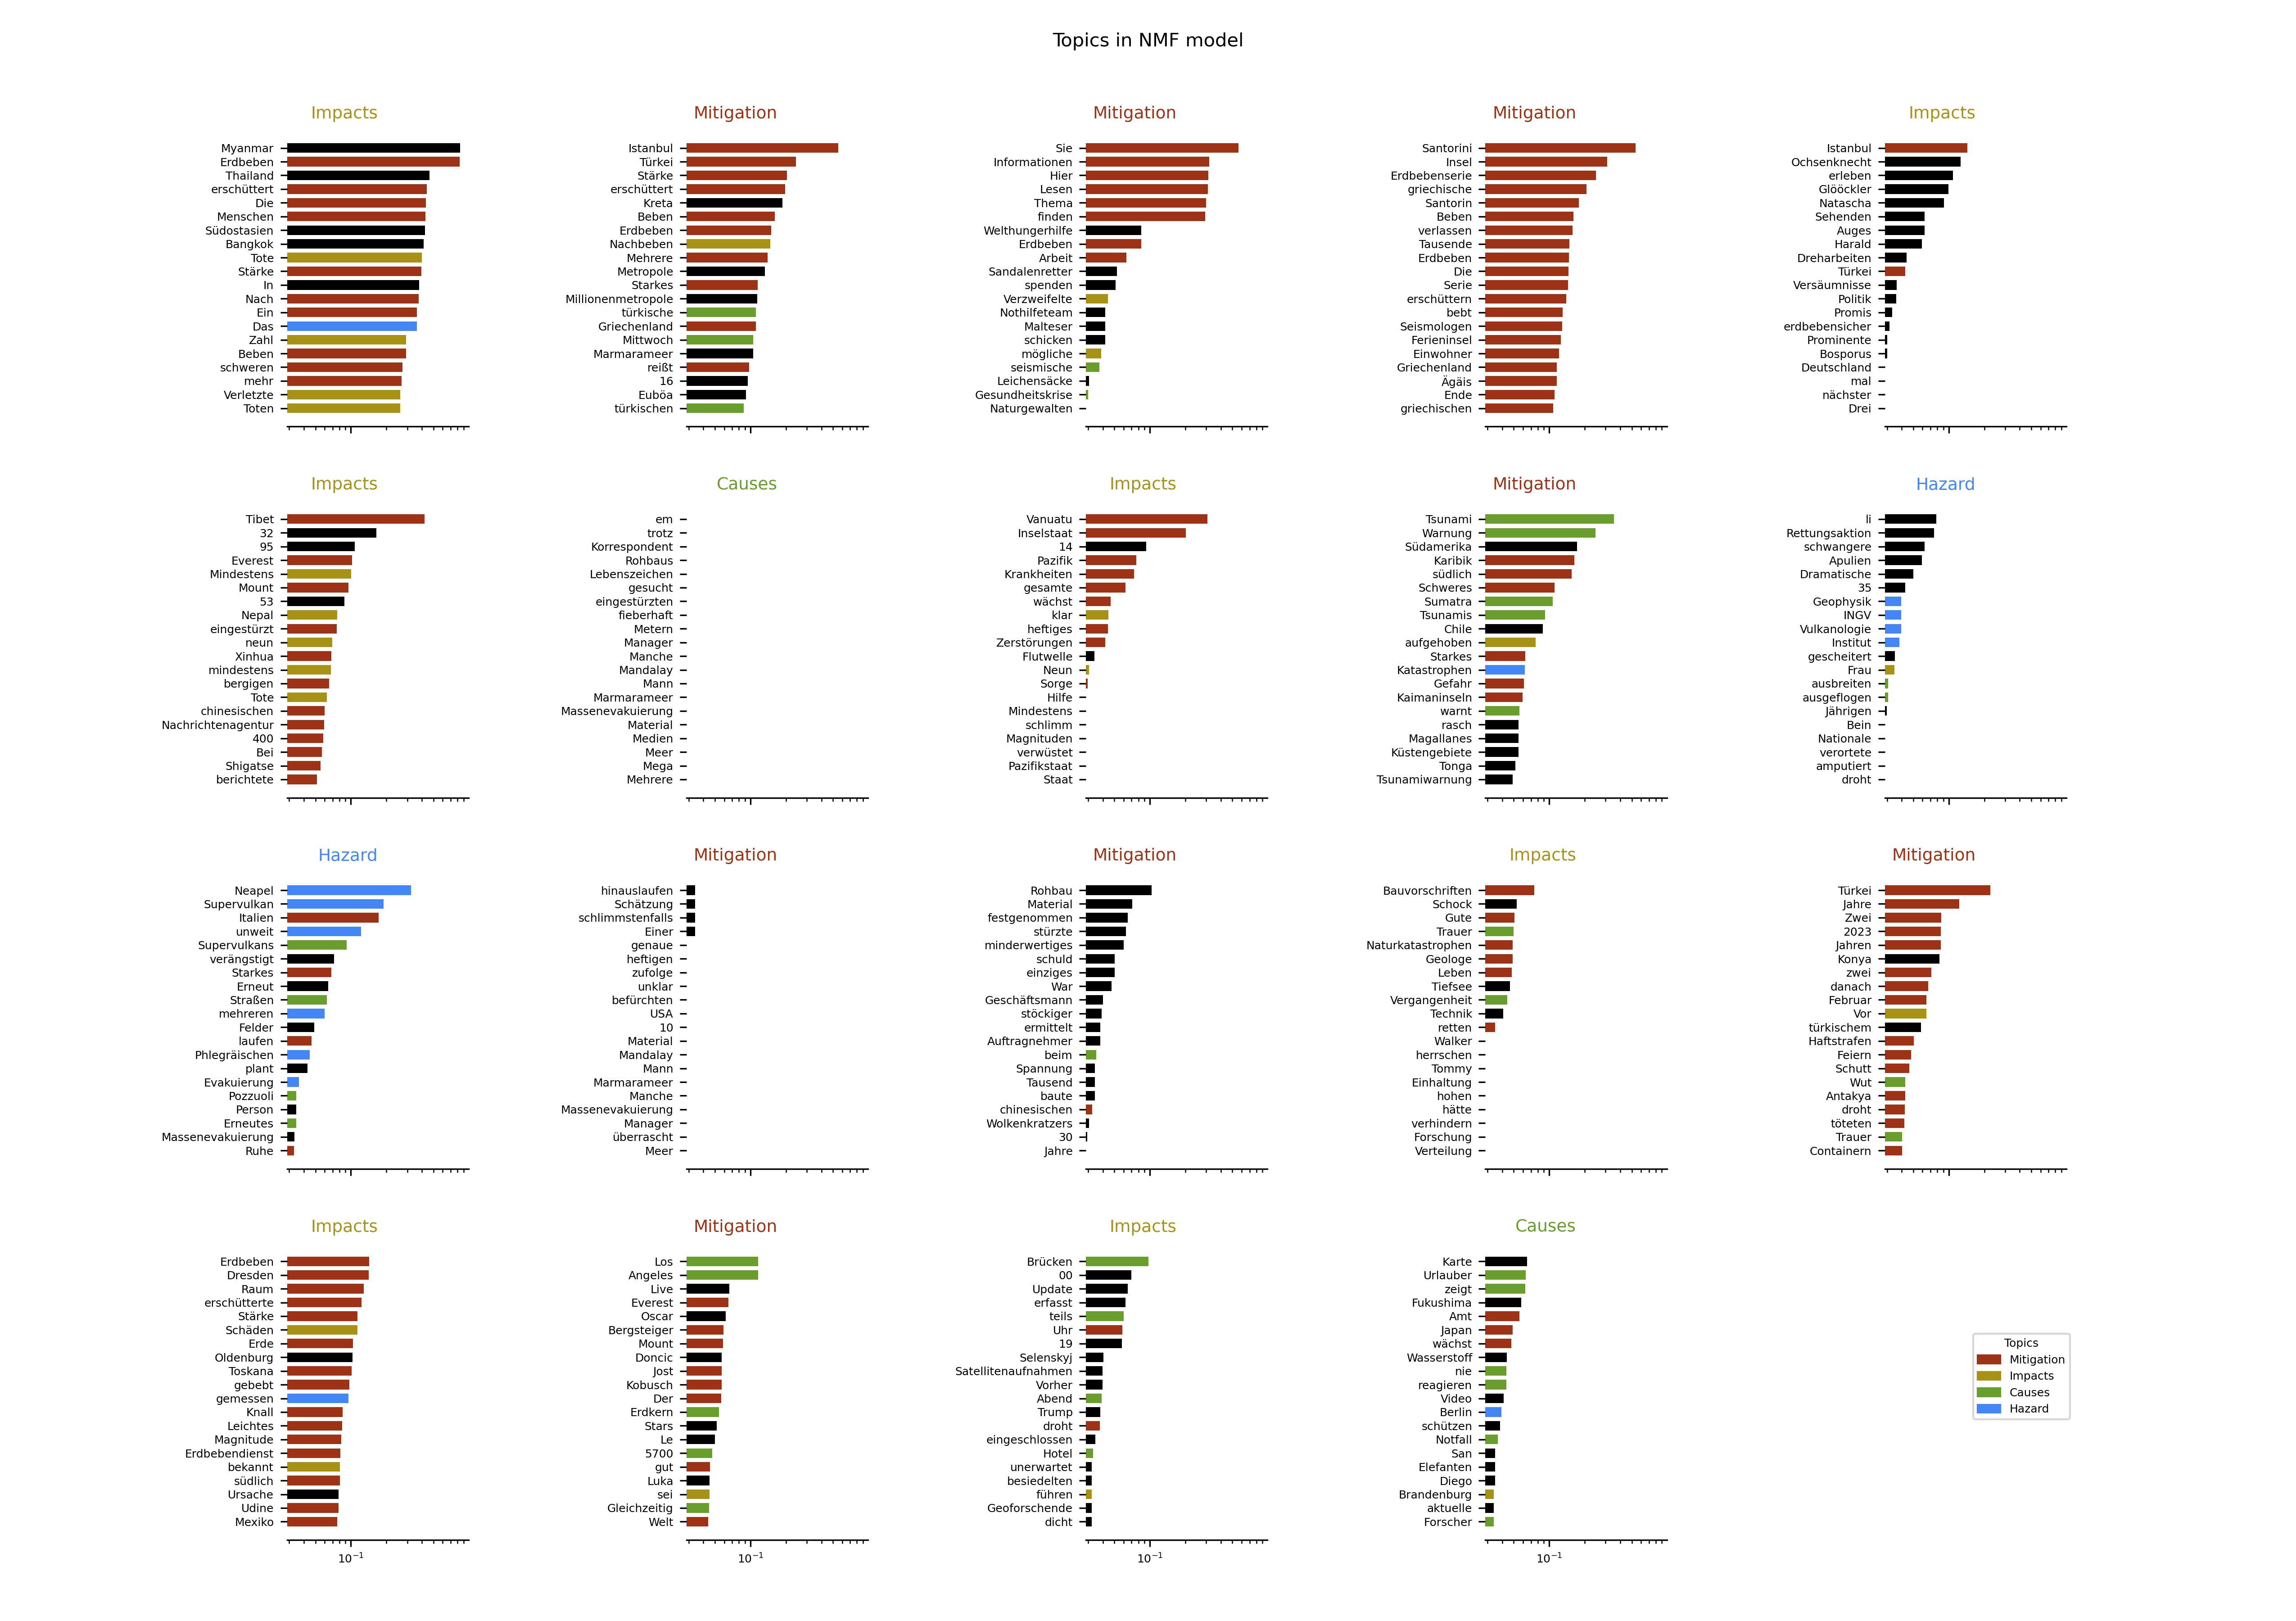 Topics in NMF model
Impacts
Myanmar
Erdbeben
Thailand
erschüttert
Die
Menschen
Südostasien
Bangkok
Tote
Stärke
In
Nach
Ein
Das
Zahl
Beben
schweren
mehr
Verletzte
Toten
Mitigation
Istanbul
Türkei
Stärke
erschüttert
Kreta
Beben
Erdbeben
Nachbeben
Mehrere
Metropole
Starkes
Millionenmetropole
türkische
Griechenland
Mittwoch
Marmarameer
reißt
16
Euböa
türkischen
Mitigation
Sie
Informationen
Hier
Lesen
Thema
finden
Welthungerhilfe
Erdbeben
Arbeit
Sandalenretter
spenden
Verzweifelte
Nothilfeteam
Malteser
schicken
mögliche
seismische
Leichensäcke
Gesundheitskrise
Naturgewalten
Mitigation
Santorini
Insel
Erdbebenserie
griechische
Santorin
Beben
verlassen
Tausende
Erdbeben
Die
Serie
erschüttern
bebt
Seismologen
Ferieninsel
Einwohner
Griechenland
Ägäis
Ende
griechischen
Impacts
Istanbul
Ochsenknecht
erleben
Glööckler
Natascha
Sehenden
Auges
Harald
Dreharbeiten
Türkei
Versäumnisse
Politik
Promis
erdbebensicher
Prominente
Bosporus
Deutschland
mal
nächster
Drei
Impacts
Tibet
32
95
Everest
Mindestens
Mount
53
Nepal
eingestürzt
neun
Xinhua
mindestens
bergigen
Tote
chinesischen
Nachrichtenagentur
400
Bei
Shigatse
berichtete
Causes
em
trotz
Korrespondent
Rohbaus
Lebenszeichen
gesucht
eingestürzten
fieberhaft
Metern
Manager
Manche
Mandalay
Mann
Marmarameer
Massenevakuierung
Material
Medien
Meer
Mega
Mehrere
Impacts
Vanuatu
Inselstaat
14
Pazifik
Krankheiten
gesamte
wächst
klar
heftiges
Zerstörungen
Flutwelle
Neun
Sorge
Hilfe
Mindestens
schlimm
Magnituden
verwüstet
Pazifikstaat
Staat
Mitigation
Tsunami
Warnung
Südamerika
Karibik
südlich
Schweres
Sumatra
Tsunamis
Chile
aufgehoben
Starkes
Katastrophen
Gefahr
Kaimaninseln
warnt
rasch
Magallanes
Küstengebiete
Tonga
Tsunamiwarnung
Hazard
li
Rettungsaktion
schwangere
Apulien
Dramatische
35
Geophysik
INGV
Vulkanologie
Institut
gescheitert
Frau
ausbreiten
ausgeflogen
Jährigen
Bein
Nationale
verortete
amputiert
droht
Hazard
Neapel
Supervulkan
Italien
unweit
Supervulkans
verängstigt
Starkes
Erneut
Straßen
mehreren
Felder
laufen
Phlegräischen
plant
Evakuierung
Pozzuoli
Person
Erneutes
Massenevakuierung
Ruhe
Mitigation
hinauslaufen
Schätzung
schlimmstenfalls
Einer
genaue
heftigen
zufolge
unklar
befürchten
USA
10
Material
Mandalay
Mann
Marmarameer
Manche
Massenevakuierung
Manager
überrascht
Meer
Mitigation
Rohbau
Material
festgenommen
stürzte
minderwertiges
schuld
einziges
War
Geschäftsmann
stöckiger
ermittelt
Auftragnehmer
beim
Spannung
Tausend
baute
chinesischen
Wolkenkratzers
30
Jahre
Impacts
Bauvorschriften
Schock
Gute
Trauer
Naturkatastrophen
Geologe
Leben
Tiefsee
Vergangenheit
Technik
retten
Walker
herrschen
Tommy
Einhaltung
hohen
hätte
verhindern
Forschung
Verteilung
Mitigation
Türkei
Jahre
Zwei
2023
Jahren
Konya
zwei
danach
Februar
Vor
türkischem
Haftstrafen
Feiern
Schutt
Wut
Antakya
droht
töteten
Trauer
Containern
Impacts
Erdbeben
Dresden
Raum
erschütterte
Stärke
Schäden
Erde
Oldenburg
Toskana
gebebt
gemessen
Knall
Leichtes
Magnitude
Erdbebendienst
bekannt
südlich
Ursache
Udine
Mexiko
10⁻¹
Mitigation
Los
Angeles
Live
Everest
Oscar
Bergsteiger
Mount
Doncic
Jost
Kobusch
Der
Erdkern
Stars
Le
5700
gut
Luka
sei
Gleichzeitig
Welt
10⁻¹
Impacts
Brücken
00
Update
erfasst
teils
Uhr
19
Selenskyj
Satellitenaufnahmen
Vorher
Abend
Trump
droht
eingeschlossen
Hotel
unerwartet
besiedelten
führen
Geoforschende
dicht
10⁻¹
Causes
Karte
Urlauber
zeigt
Fukushima
Amt
Japan
wächst
Wasserstoff
nie
reagieren
Video
Berlin
schützen
Notfall
San
Elefanten
Diego
Brandenburg
aktuelle
Forscher
10⁻¹
Topics
Mitigation
Impacts
Causes
Hazard